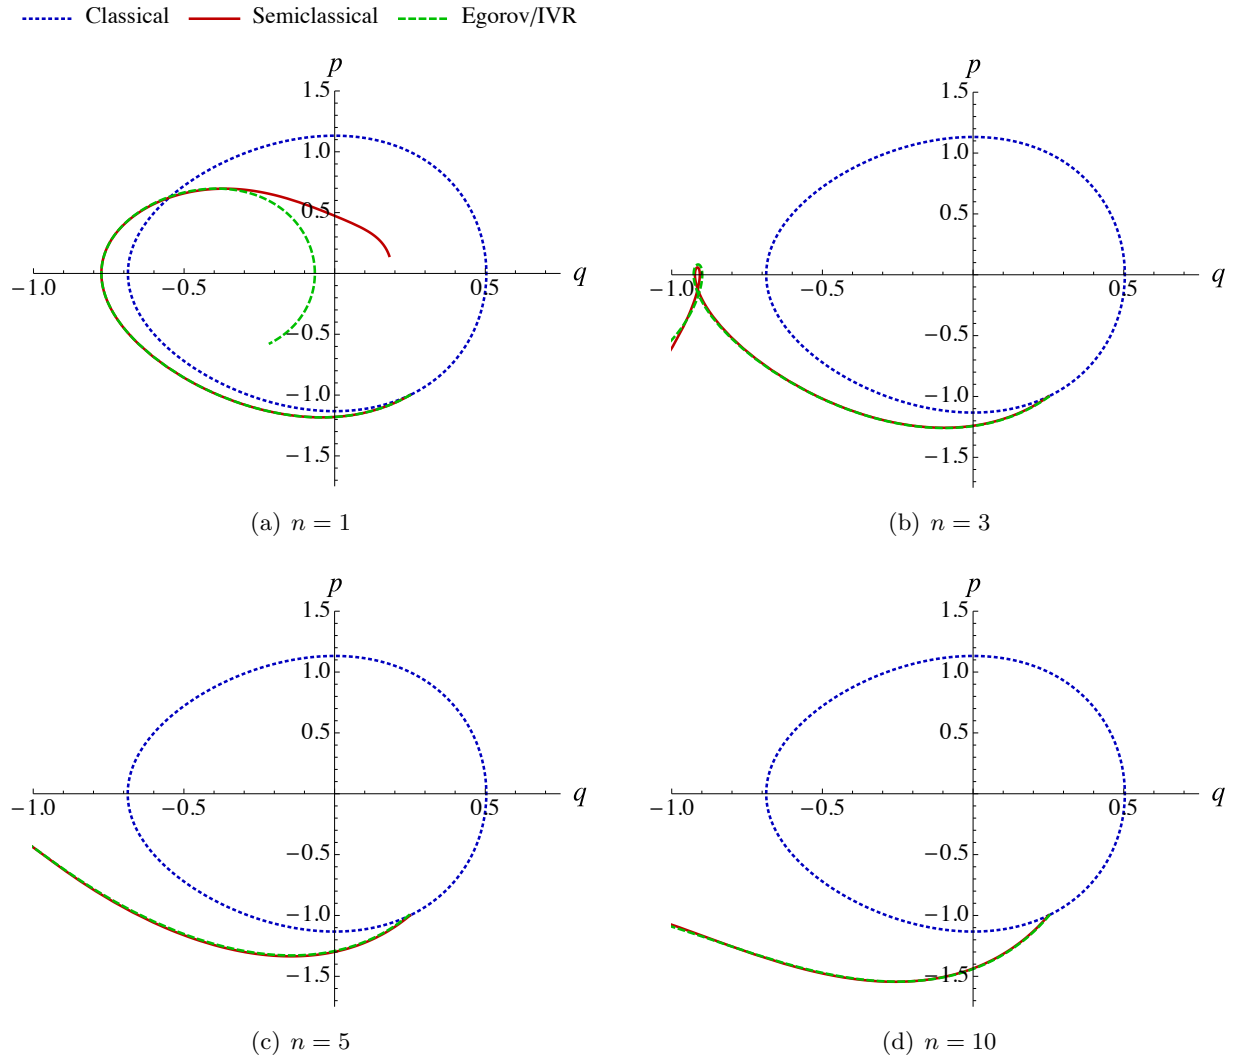 Classical Semiclassical Egorov/IVR
p p
1.5 1.5
1.0 1.0
0.5 0.5
−1.0 −0.5 0.5 q −1.0 −0.5 0.5 q
−0.5 −0.5
−1.0 −1.0
−1.5 −1.5
(a) n = 1 (b) n = 3
p p
1.5 1.5
1.0 1.0
0.5 0.5
−1.0 −0.5 0.5 q −1.0 −0.5 0.5 q
−0.5 −0.5
−1.0 −1.0
−1.5 −1.5
(c) n = 5 (d) n = 10